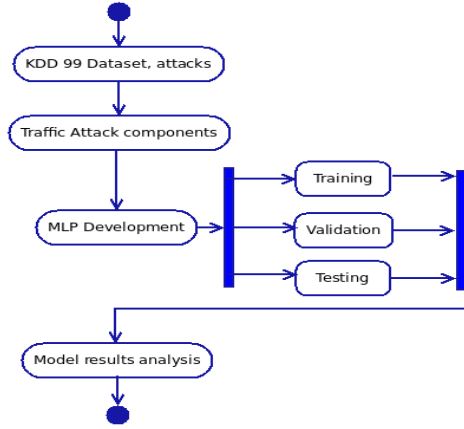 KDD 99 Dataset, attacks
Traffic Attack components
MLP Development
Training
Validation
Testing
Model results analysis